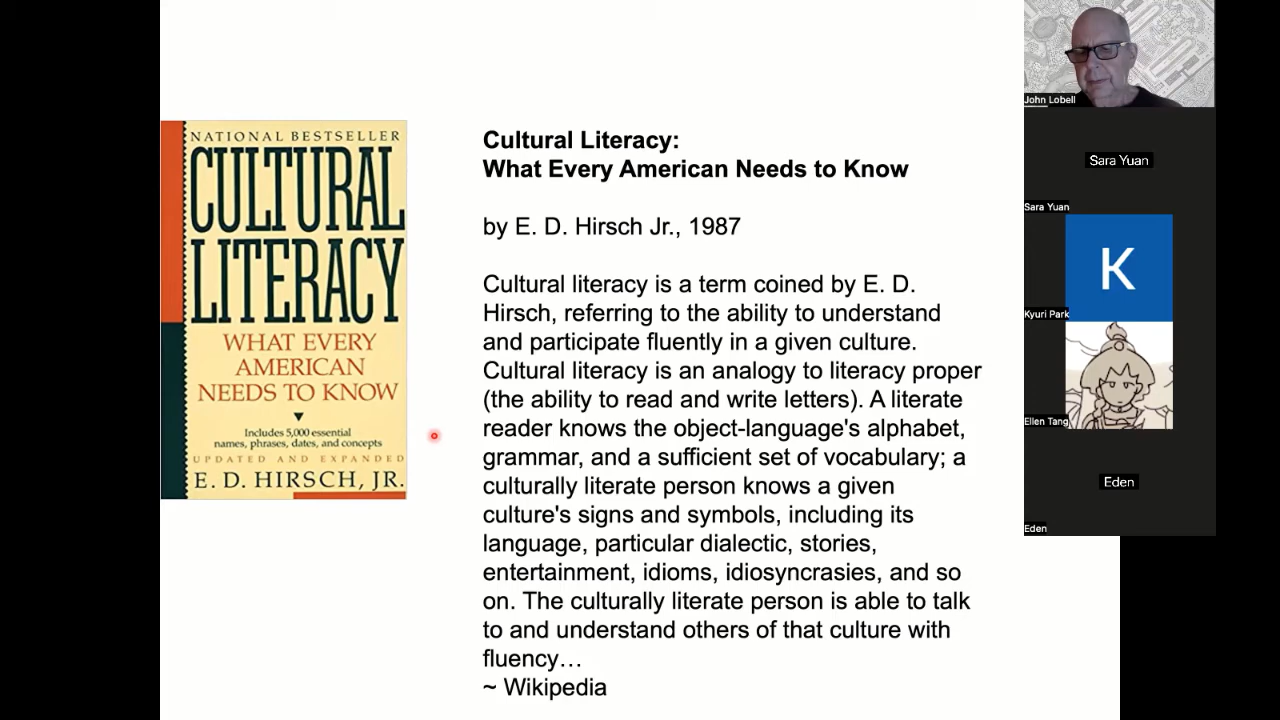 NATIONAL BESTSELLER
CULTURAL
LITERACY
WHAT EVERY
AMERICAN
NEEDS TO KNOW
Includes 5,000 essential
names, phrases, dates, and concepts
UPDATED AND EXPANDED
E. D. HIRSCH, JR.
Cultural Literacy:
What Every American Needs to Know
by E. D. Hirsch Jr., 1987
Cultural literacy is a term coined by E. D.
Hirsch, referring to the ability to understand
and participate fluently in a given culture.
Cultural literacy is an analogy to literacy proper
(the ability to read and write letters). A literate
reader knows the object-language's alphabet,
grammar, and a sufficient set of vocabulary; a
culturally literate person knows a given
culture's signs and symbols, including its
language, particular dialectic, stories,
entertainment, idioms, idiosyncrasies, and so
on. The culturally literate person is able to talk
to and understand others of that culture with
fluency…
~ Wikipedia
John Lobell
Sara Yuan
Sara Yuan
K
Kyuri Park
Ellen Tang
Eden
Eden